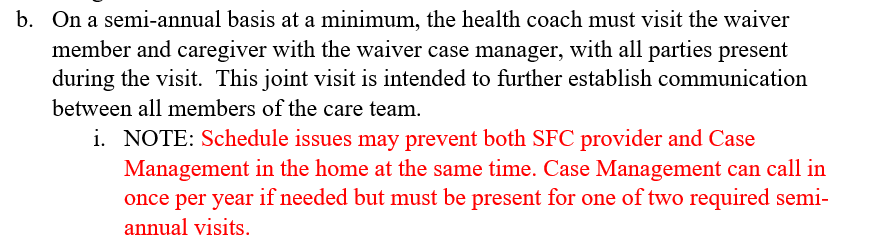 b. On a semi-annual basis at a minimum, the health coach must visit the waiver
member and caregiver with the waiver case manager, with all parties present
during the visit.  This joint visit is intended to further establish communication
between all members of the care team.
i. NOTE: Schedule issues may prevent both SFC provider and Case
Management in the home at the same time. Case Management can call in
once per year if needed but must be present for one of two required semi-
annual visits.